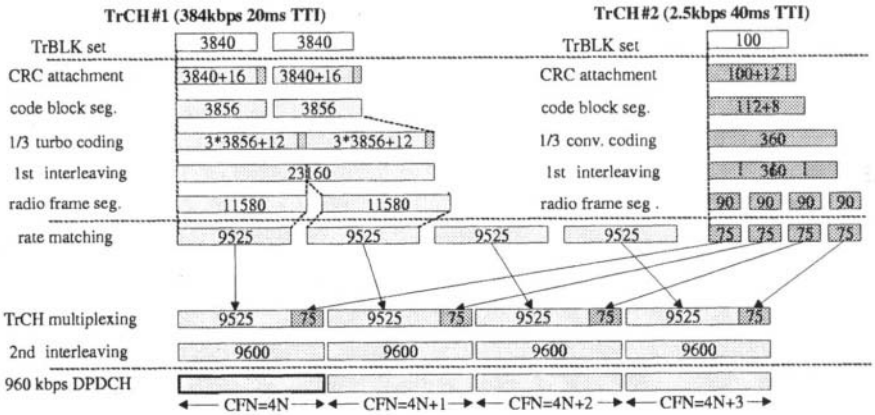 TrCH#1 (384kbps 20ms TTI) TrCH#2 (2.5kbps 40ms TTI)
TrBLK set 3840 3840 TrBLK set 100
CRC attachment 3840+16 3840+16 CRC attachment 100+12
code block seg. 3856 3856 code block seg. 112+8
1/3 turbo coding 3*3856+12 3*3856+12 1/3 conv. coding 360
1st interleaving 23160 1st interleaving 360
radio frame seg. 11580 11580 radio frame seg . 90 90 90 90
rate matching 9525 9525 9525 9525 75 75 75 75
TrCH multiplexing 9525 75 9525 75 9525 75 9525 75
2nd interleaving 9600 9600 9600 9600
960 kbps DPDCH
CFN=4N CFN=4N+1 CFN=4N+2 CFN=4N+3